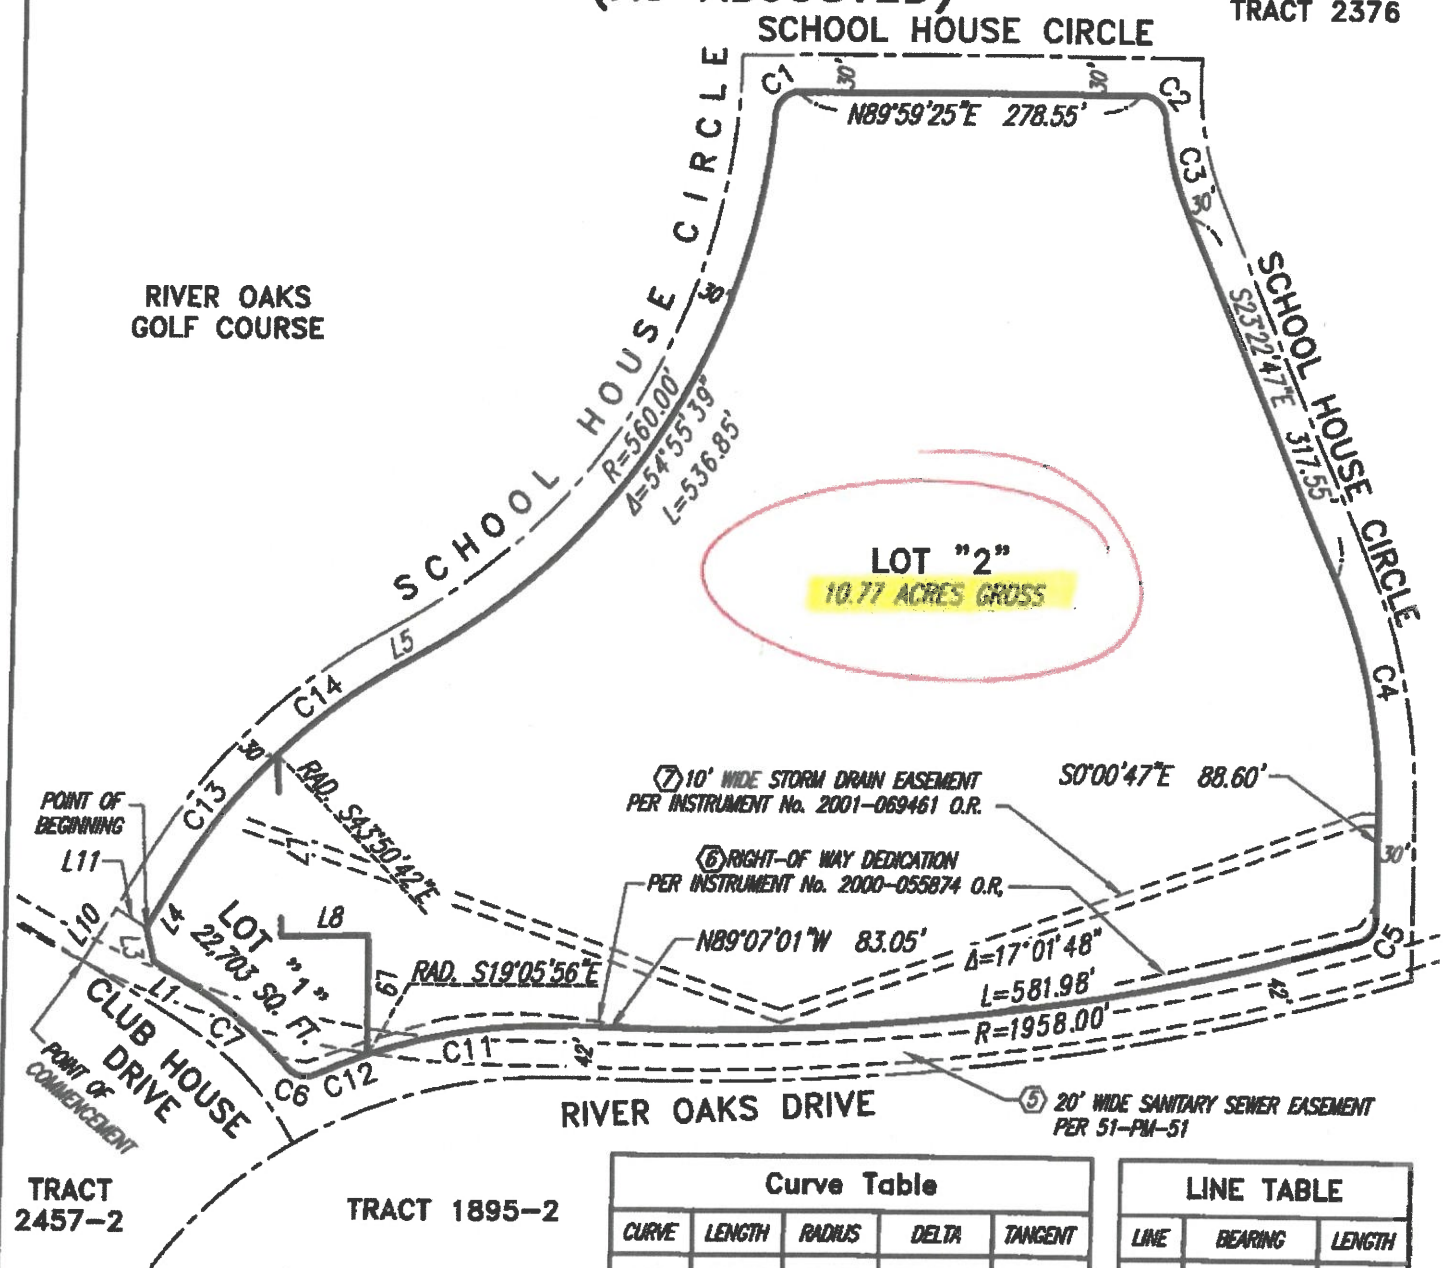 SCHOOL HOUSE CIRCLE
TRACT 2376
C1
30'
30'
C2
N89°59'25"E 278.55'
SCHOOL HOUSE CIRCLE
C3
30'
RIVER OAKS
GOLF COURSE
30'
SCHOOL HOUSE CIRCLE
S23°22'47"E 317.55'
R=560.00'
Δ=54°55'39"
L=536.85'
LOT "2"
10.77 ACRES GROSS
L5
C14
C4
30'
RAD. S43°50'42"E
C13
7 10' WIDE STORM DRAIN EASEMENT
PER INSTRUMENT No. 2001-069461 O.R.
S0°00'47"E 88.60'
POINT OF
BEGINNING
L11
6 RIGHT-OF WAY DEDICATION
PER INSTRUMENT No. 2000-055874 O.R.
30'
L10
L3
L4
LOT "1"
22,703 SQ. FT.
L8
L9
N89°07'01"W 83.05'
RAD. S19°05'56"E
Δ=17°01'48"
L=581.98'
R=1958.00'
C5
42'
L1
C7
CLUB HOUSE
DRIVE
POINT OF
COMMENCEMENT
C6
C12
C11
42'
RIVER OAKS DRIVE
5 20' WIDE SANITARY SEWER EASEMENT
PER 51-PM-51
TRACT
2457-2
TRACT 1895-2
Curve Table
CURVE LENGTH RADIUS DELTA TANGENT
LINE TABLE
LINE BEARING LENGTH